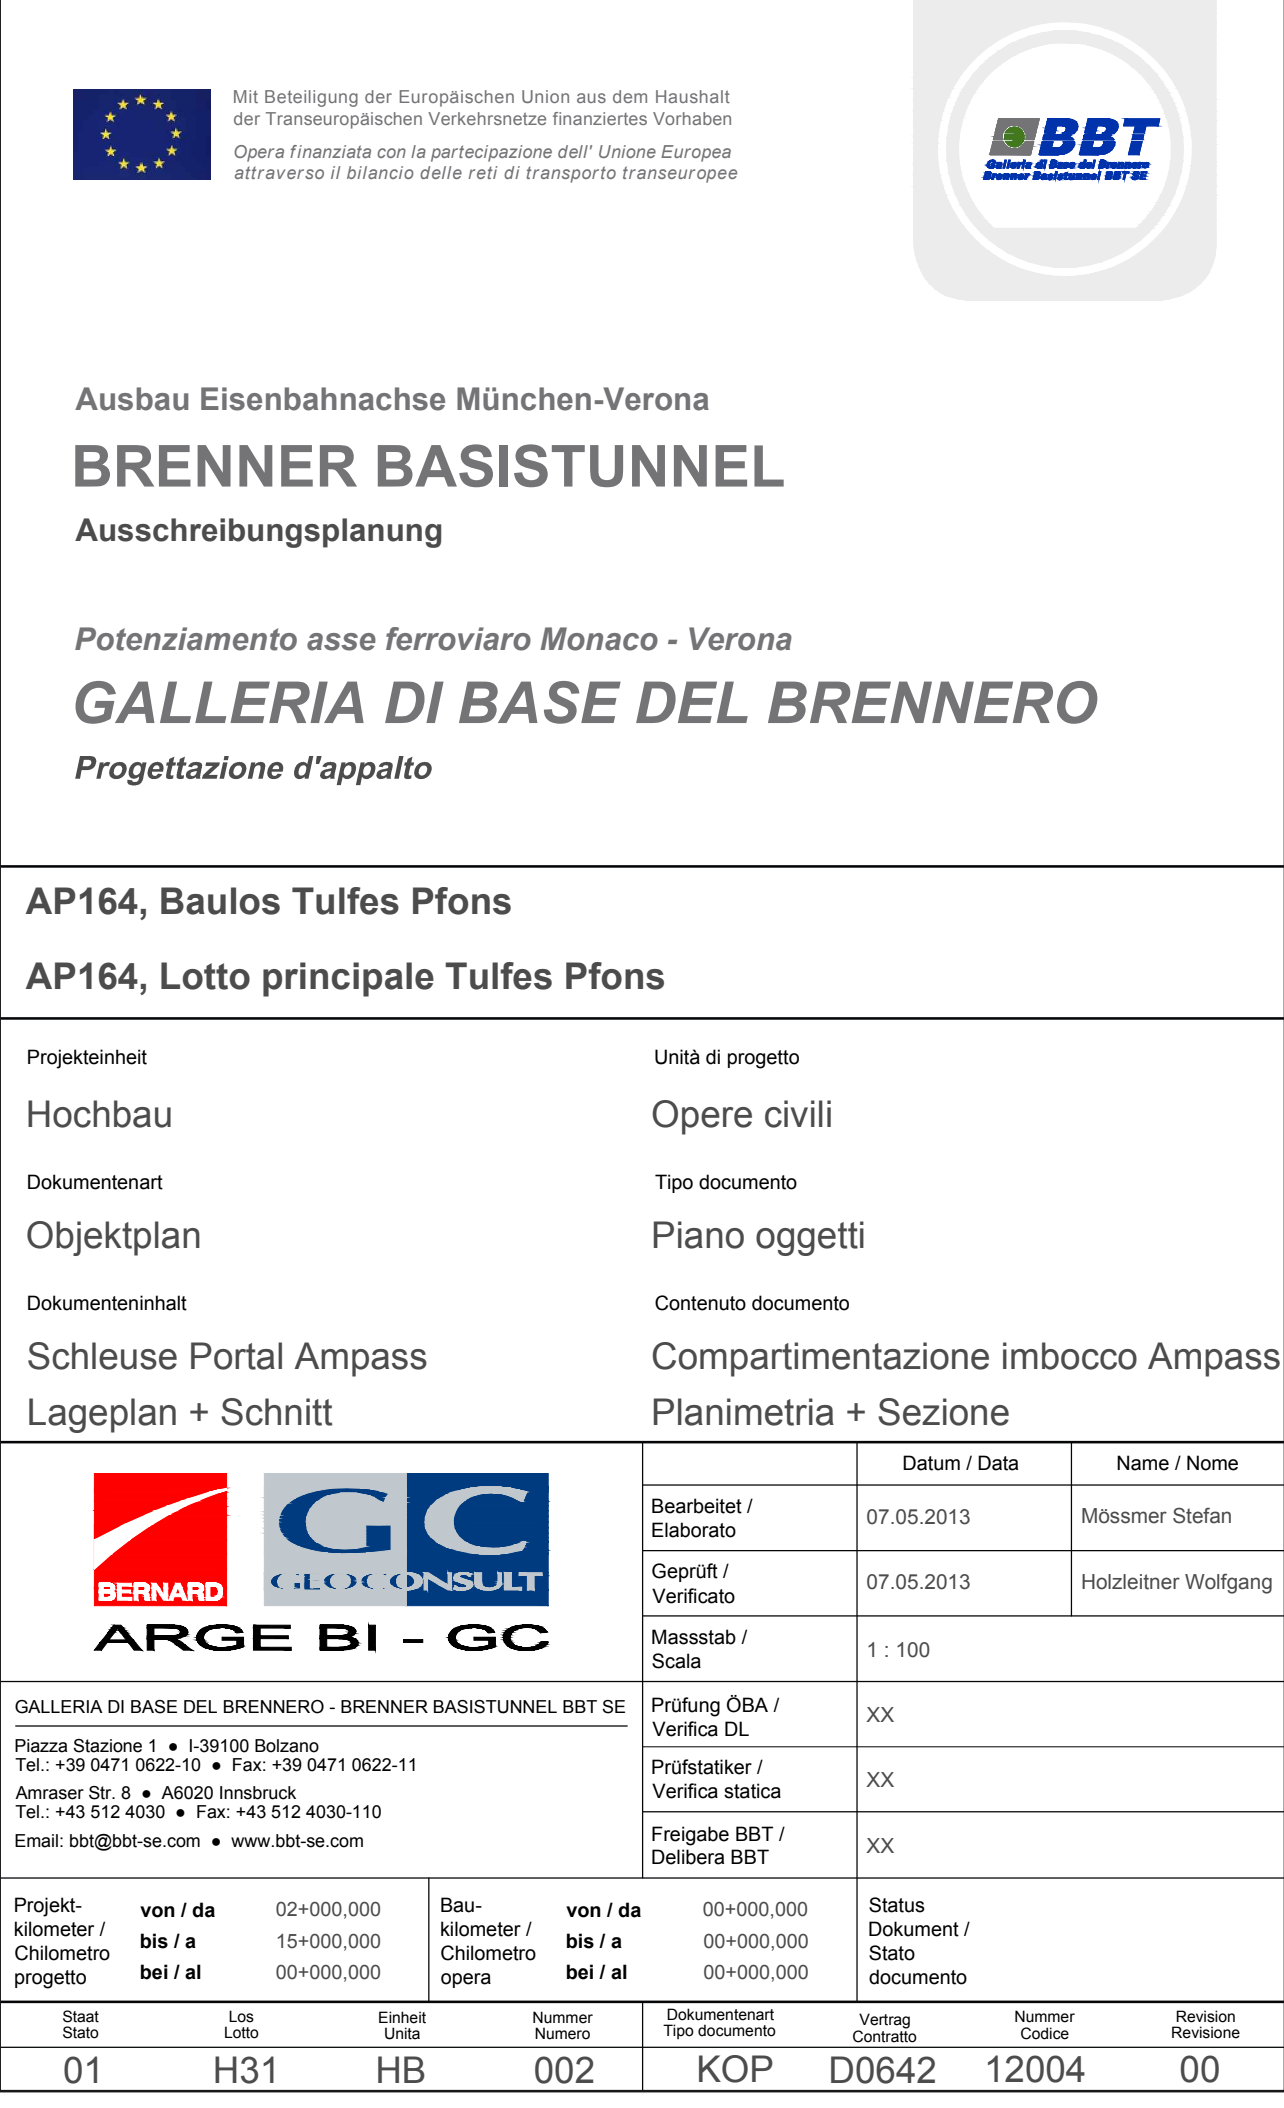 Mit Beteiligung der Europäischen Union aus dem Haushalt
der Transeuropäischen Verkehrsnetze finanziertes Vorhaben
Opera finanziata con la partecipazione dell' Unione Europea
attraverso il bilancio delle reti di transporto transeuropee
BBT
Galleria di Base del Brennero
Brenner Basistunnel BBT SE
Ausbau Eisenbahnachse München-Verona
BRENNER BASISTUNNEL
Ausschreibungsplanung
Potenziamento asse ferroviaro Monaco - Verona
GALLERIA DI BASE DEL BRENNERO
Progettazione d'appalto
AP164, Baulos Tulfes Pfons
AP164, Lotto principale Tulfes Pfons
Projekteinheit Unità di progetto
Hochbau Opere civili
Dokumentenart Tipo documento
Objektplan Piano oggetti
Dokumenteninhalt Contenuto documento
Schleuse Portal Ampass Compartimentazione imbocco Ampass
Lageplan + Schnitt Planimetria + Sezione
BERNARD
GC
GEOCONSULT
ARGE BI - GC
Datum / Data Name / Nome
Bearbeitet /
Elaborato 07.05.2013 Mössmer Stefan
Geprüft /
Verificato 07.05.2013 Holzleitner Wolfgang
Massstab /
Scala 1 : 100
Prüfung ÖBA /
Verifica DL XX
Prüfstatiker /
Verifica statica XX
Freigabe BBT /
Delibera BBT XX
GALLERIA DI BASE DEL BRENNERO - BRENNER BASISTUNNEL BBT SE
Piazza Stazione 1 ● I-39100 Bolzano
Tel.: +39 0471 0622-10 ● Fax: +39 0471 0622-11
Amraser Str. 8 ● A6020 Innsbruck
Tel.: +43 512 4030 ● Fax: +43 512 4030-110
Email: bbt@bbt-se.com ● www.bbt-se.com
Projekt-
kilometer /
Chilometro
progetto
von / da 02+000,000
bis / a 15+000,000
bei / al 00+000,000
Bau-
kilometer /
Chilometro
opera
von / da 00+000,000
bis / a 00+000,000
bei / al 00+000,000
Status
Dokument /
Stato
documento
Staat Los Einheit Nummer Dokumentenart Vertrag Nummer Revision
Stato Lotto Unita Numero Tipo documento Contratto Codice Revisione
01 H31 HB 002 KOP D0642 12004 00